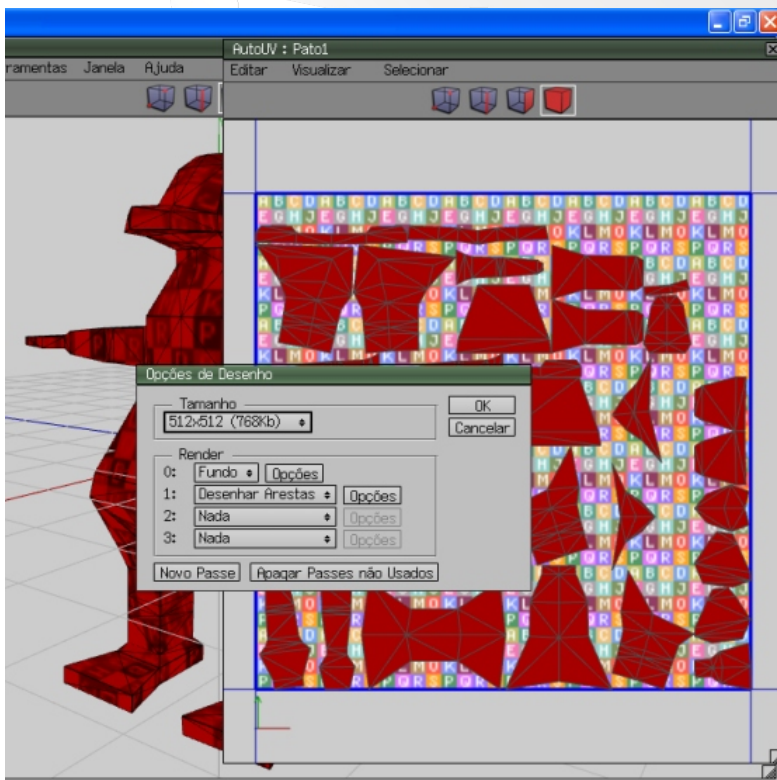 AutoUV : Pato1
ramentas Janela Ajuda
Editar Visualizar Selecionar
Opções de Desenho
Tamanho
512x512 (768Kb)
OK
Cancelar
Render
0: Fundo Opções
1: Desenhar Arestas Opções
2: Nada Opções
3: Nada Opções
Novo Passe Apagar Passes não Usados